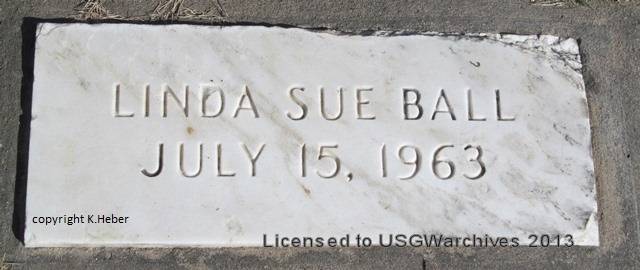 LINDA SUE BALL
JULY 15, 1963
copyright K.Heber
Licensed to USGWarchives 2013